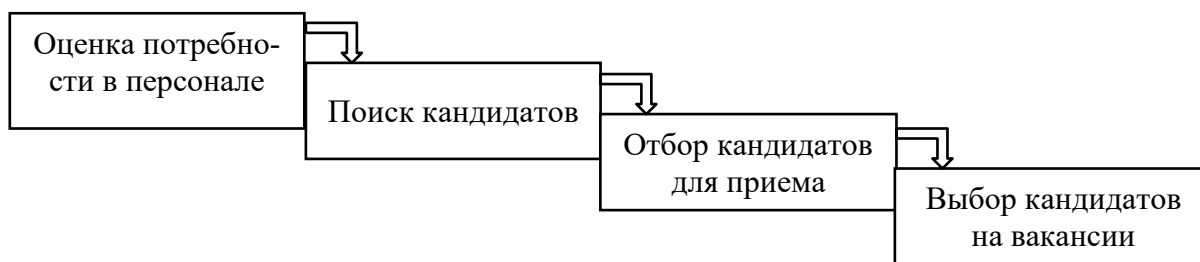 Оценка потребно-
сти в персонале
Поиск кандидатов
Отбор кандидатов
для приема
Выбор кандидатов
на вакансии